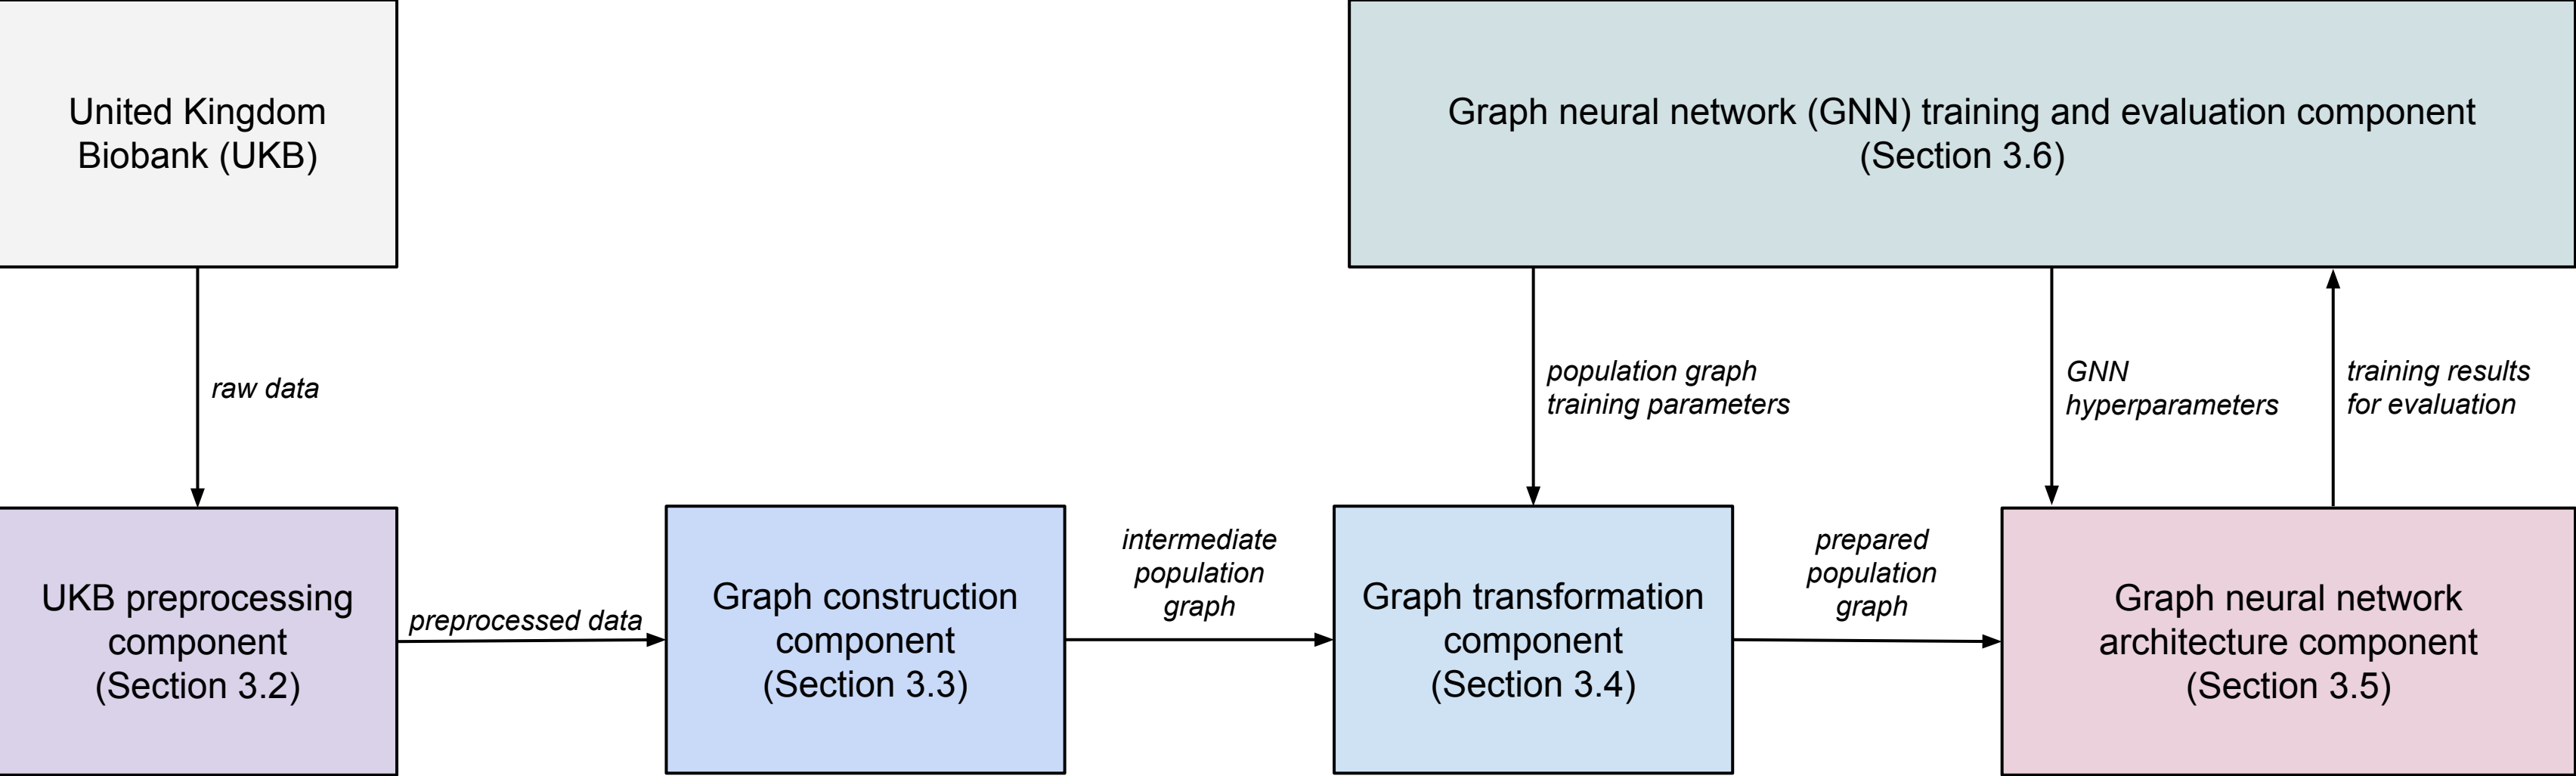 United Kingdom
Biobank (UKB)
Graph neural network (GNN) training and evaluation component
(Section 3.6)
raw data
population graph
training parameters
GNN
hyperparameters
training results
for evaluation
UKB preprocessing
component
(Section 3.2)
preprocessed data
Graph construction
component
(Section 3.3)
intermediate
population
graph
Graph transformation
component
(Section 3.4)
prepared
population
graph
Graph neural network
architecture component
(Section 3.5)